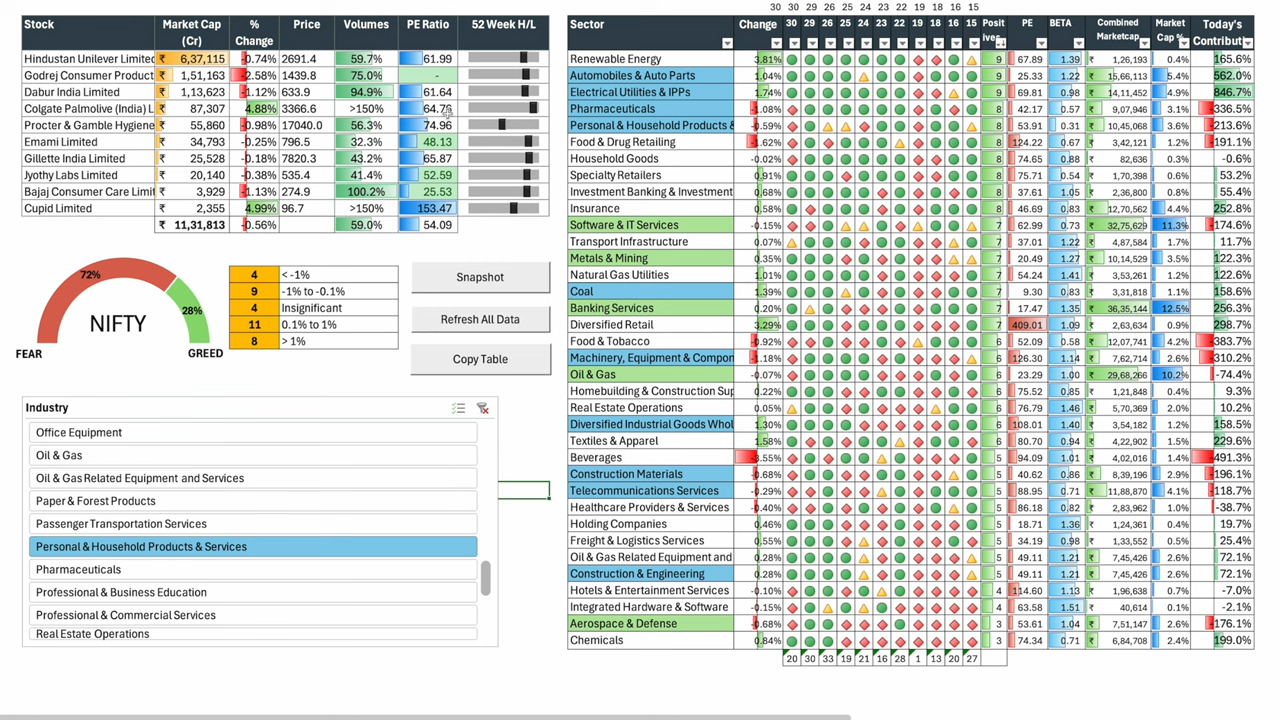 Stock Market Cap (Cr) % Change Price Volumes PE Ratio 52 Week H/L
Hindustan Unilever Limitec ₹ 6,37,115 -0.74% 2691.4 59.7% 61.99
Godrej Consumer Product ₹ 1,51,163 -2.58% 1439.8 75.0% -
Dabur India Limited ₹ 1,13,623 -1.12% 633.9 94.9% 61.64
Colgate Palmolive (India) L ₹ 87,307 4.88% 3366.6 >150% 64.76
Procter & Gamble Hygiene ₹ 55,860 -0.98% 17040.0 56.3% 74.96
Emami Limited ₹ 34,793 -0.25% 796.5 32.3% 48.13
Gillette India Limited ₹ 25,528 -0.18% 7820.3 43.2% 65.87
Jyothy Labs Limited ₹ 20,140 -0.38% 535.4 41.4% 52.59
Bajaj Consumer Care Limit ₹ 3,929 -1.13% 274.9 100.2% 25.53
Cupid Limited ₹ 2,355 4.99% 96.7 >150% 153.47
₹ 11,31,813 -0.56% 59.0% 54.09
72%
28%
NIFTY
FEAR GREED
4 < -1%
9 -1% to -0.1%
4 Insignificant
11 0.1% to 1%
8 > 1%
Snapshot
Refresh All Data
Copy Table
Industry
Office Equipment
Oil & Gas
Oil & Gas Related Equipment and Services
Paper & Forest Products
Passenger Transportation Services
Personal & Household Products & Services
Pharmaceuticals
Professional & Business Education
Professional & Commercial Services
Real Estate Operations
30 30 29 26 25 24 23 22 19 18 16 15
Sector Change 30 29 26 25 24 23 22 19 18 16 15 Posit ives PE BETA Combined Marketcap Market Cap % Today's Contribut
Renewable Energy 3.81% 9 67.89 1.39 ₹ 1,26,193 0.4% 165.6%
Automobiles & Auto Parts 1.04% 9 25.33 1.22 ₹ 15,66,113 5.4% 562.0%
Electrical Utilities & IPPs 1.74% 9 69.81 0.98 ₹ 14,11,452 4.9% 846.7%
Pharmaceuticals -1.08% 8 42.17 0.57 ₹ 9,07,946 3.1% -336.5%
Personal & Household Products & -0.59% 8 53.91 0.31 ₹ 10,45,068 3.6% -213.6%
Food & Drug Retailing -1.62% 8 124.22 0.67 ₹ 3,42,121 1.2% -191.1%
Household Goods -0.02% 8 74.65 0.88 ₹ 82,636 0.3% -0.6%
Specialty Retailers 0.91% 8 75.71 0.54 ₹ 1,70,398 0.6% 53.2%
Investment Banking & Investment 0.68% 8 37.61 1.05 ₹ 2,36,800 0.8% 55.4%
Insurance 0.58% 8 46.69 0.83 ₹ 12,70,562 4.4% 252.8%
Software & IT Services -0.15% 7 62.99 0.73 ₹ 32,75,629 11.3% -174.6%
Transport Infrastructure 0.07% 7 37.01 1.22 ₹ 4,87,584 1.7% 11.7%
Metals & Mining 0.35% 7 20.49 1.27 ₹ 10,14,529 3.5% 122.3%
Natural Gas Utilities 1.01% 7 54.24 1.41 ₹ 3,53,261 1.2% 122.6%
Coal 1.39% 7 9.30 0.83 ₹ 3,31,818 1.1% 158.6%
Banking Services 0.20% 7 17.47 1.35 ₹ 36,35,144 12.5% 256.3%
Diversified Retail 3.29% 7 409.01 1.09 ₹ 2,63,634 0.9% 298.7%
Food & Tobacco -0.92% 6 52.09 0.58 ₹ 12,07,741 4.2% -383.7%
Machinery, Equipment & Compon -1.18% 6 126.30 1.14 ₹ 7,62,714 2.6% -310.2%
Oil & Gas -0.07% 6 23.29 1.00 ₹ 29,68,266 10.2% -74.4%
Homebuilding & Construction Sup 0.22% 6 75.52 0.85 ₹ 1,21,848 0.4% 9.3%
Real Estate Operations 0.05% 6 76.79 1.46 ₹ 5,70,369 2.0% 10.2%
Diversified Industrial Goods Whol 1.30% 6 108.01 1.40 ₹ 3,54,182 1.2% 158.5%
Textiles & Apparel 1.58% 6 80.70 0.94 ₹ 4,22,902 1.5% 229.6%
Beverages -3.55% 5 94.09 1.01 ₹ 4,02,016 1.4% -491.3%
Construction Materials -0.68% 5 40.62 0.86 ₹ 8,39,196 2.9% -196.1%
Telecommunications Services -0.29% 5 88.95 0.71 ₹ 11,88,870 4.1% -118.7%
Healthcare Providers & Services -0.40% 5 86.18 0.82 ₹ 2,83,962 1.0% -38.7%
Holding Companies 0.46% 5 18.71 1.36 ₹ 1,24,361 0.4% 19.7%
Freight & Logistics Services 0.55% 5 34.19 0.98 ₹ 1,33,552 0.5% 25.4%
Oil & Gas Related Equipment and 0.28% 5 49.11 1.21 ₹ 7,45,426 2.6% 72.1%
Construction & Engineering 0.28% 5 49.11 1.21 ₹ 7,45,426 2.6% 72.1%
Hotels & Entertainment Services -0.10% 4 114.60 1.13 ₹ 1,96,998 0.7% -7.0%
Integrated Hardware & Software -0.15% 4 63.58 1.51 ₹ 40,614 0.1% -2.1%
Aerospace & Defense -0.68% 3 53.61 1.04 ₹ 7,51,147 2.6% -176.1%
Chemicals 0.84% 3 74.34 0.71 ₹ 6,84,708 2.4% 199.0%
20 30 33 19 21 16 28 1 13 20 27